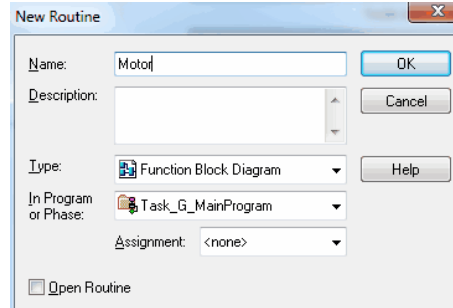 New Routine
Name: Motor OK
Description: Cancel
Type: Function Block Diagram Help
In Program
or Phase: Task_G_MainProgram
Assignment: <none>
Open Routine